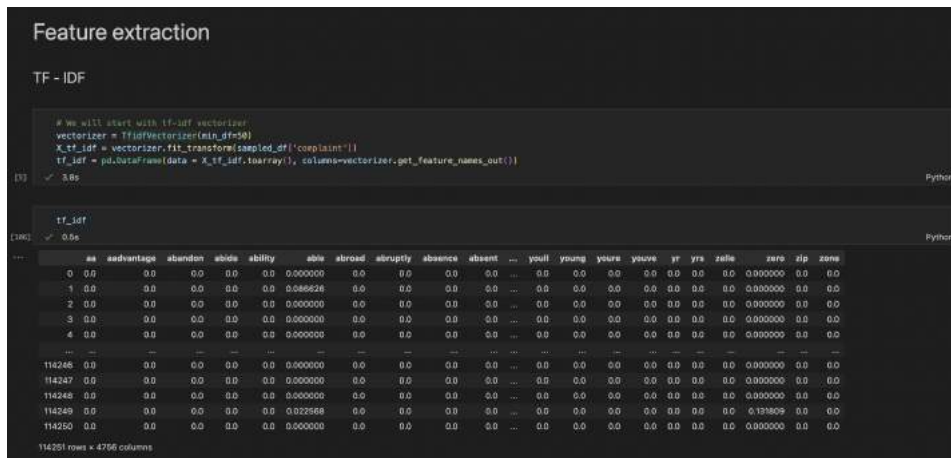 Feature extraction
TF - IDF
# We will start with tf-idf vectorizer
vectorizer = TfidfVectorizer(min_df=50)
X_tf_idf = vectorizer.fit_transform(sampled_df['complaint'])
tf_idf = pd.DataFrame(data = X_tf_idf.toarray(), columns=vectorizer.get_feature_names_out())
✓ 3.8s Python
tf_idf
✓ 0.5s Python
... aa aadvantage abandon abide ability able abroad abruptly absence absent ... youll young youre youve yr yrs zelle zero zip zone
0 0.0 0.0 0.0 0.0 0.0 0.000000 0.0 0.0 0.0 0.0 ... 0.0 0.0 0.0 0.0 0.0 0.0 0.0 0.000000 0.0 0.0
1 0.0 0.0 0.0 0.0 0.0 0.086626 0.0 0.0 0.0 0.0 ... 0.0 0.0 0.0 0.0 0.0 0.0 0.0 0.000000 0.0 0.0
2 0.0 0.0 0.0 0.0 0.0 0.000000 0.0 0.0 0.0 0.0 ... 0.0 0.0 0.0 0.0 0.0 0.0 0.0 0.000000 0.0 0.0
3 0.0 0.0 0.0 0.0 0.0 0.000000 0.0 0.0 0.0 0.0 ... 0.0 0.0 0.0 0.0 0.0 0.0 0.0 0.000000 0.0 0.0
4 0.0 0.0 0.0 0.0 0.0 0.000000 0.0 0.0 0.0 0.0 ... 0.0 0.0 0.0 0.0 0.0 0.0 0.0 0.000000 0.0 0.0
... ... ... ... ... ... ... ... ... ... ... ... ... ... ... ... ... ... ... ... ... ...
114246 0.0 0.0 0.0 0.0 0.0 0.000000 0.0 0.0 0.0 0.0 ... 0.0 0.0 0.0 0.0 0.0 0.0 0.0 0.000000 0.0 0.0
114247 0.0 0.0 0.0 0.0 0.0 0.000000 0.0 0.0 0.0 0.0 ... 0.0 0.0 0.0 0.0 0.0 0.0 0.0 0.000000 0.0 0.0
114248 0.0 0.0 0.0 0.0 0.0 0.000000 0.0 0.0 0.0 0.0 ... 0.0 0.0 0.0 0.0 0.0 0.0 0.0 0.000000 0.0 0.0
114249 0.0 0.0 0.0 0.0 0.0 0.022568 0.0 0.0 0.0 0.0 ... 0.0 0.0 0.0 0.0 0.0 0.0 0.0 0.131809 0.0 0.0
114250 0.0 0.0 0.0 0.0 0.0 0.000000 0.0 0.0 0.0 0.0 ... 0.0 0.0 0.0 0.0 0.0 0.0 0.0 0.000000 0.0 0.0
114251 rows × 4756 columns